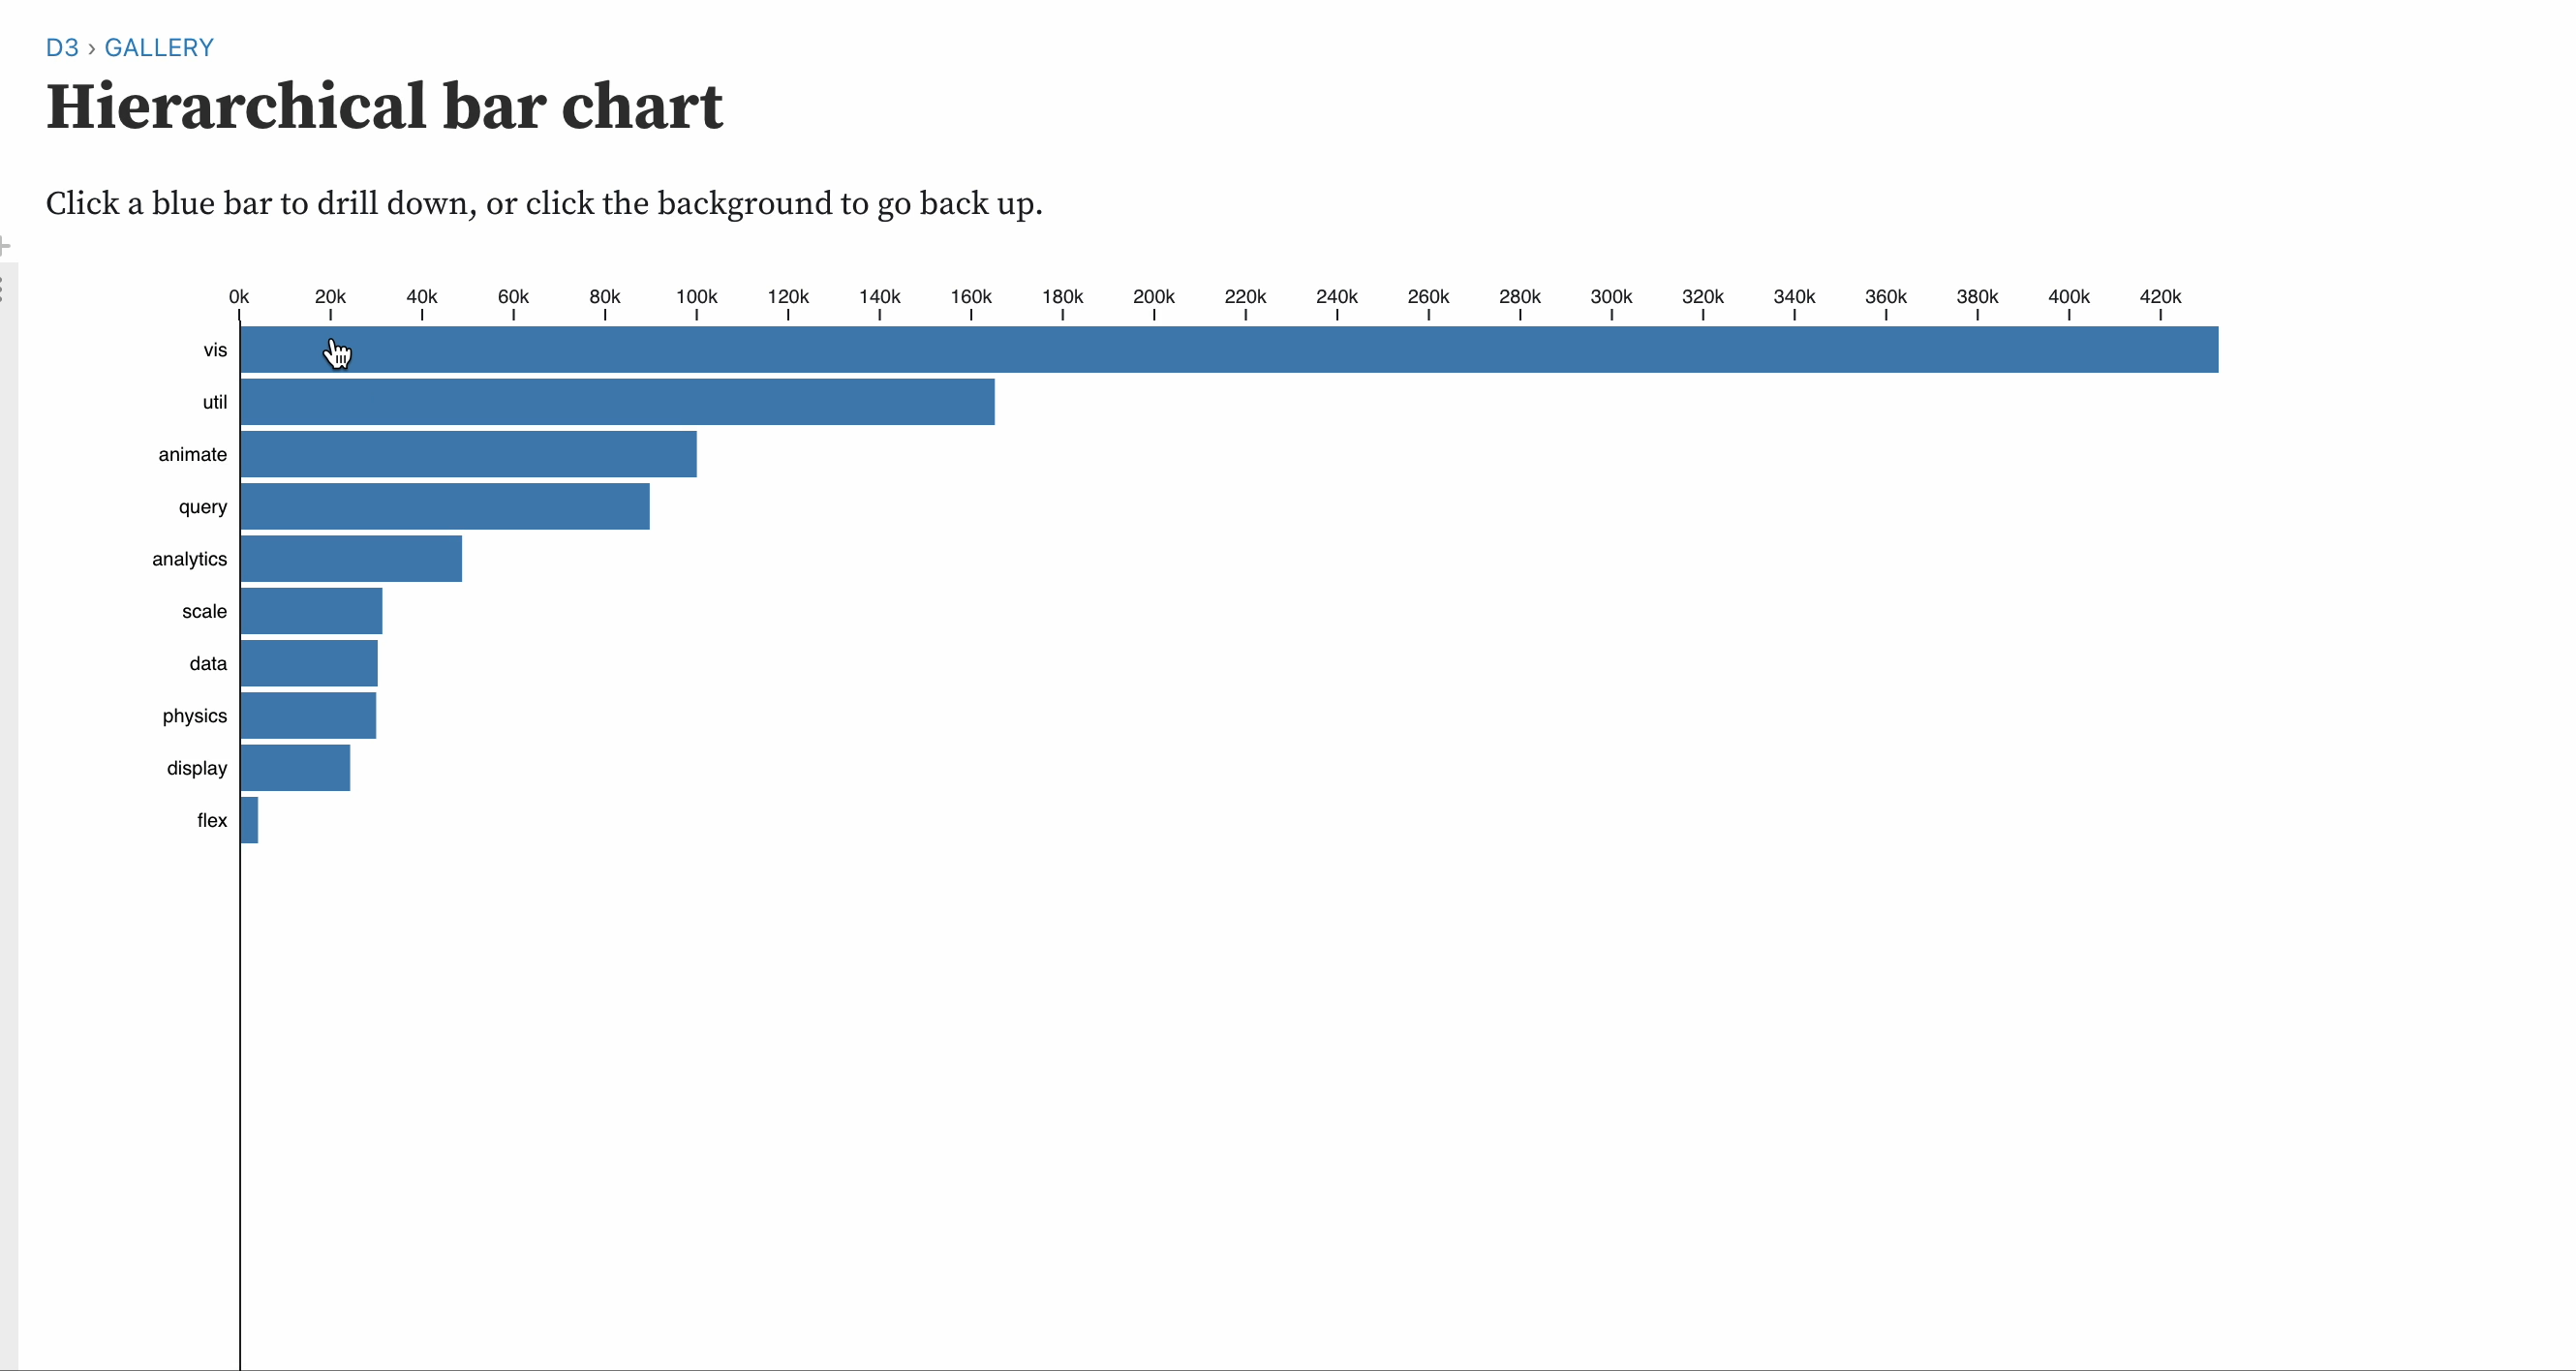 D3 › GALLERY
Hierarchical bar chart
Click a blue bar to drill down, or click the background to go back up.
0k 20k 40k 60k 80k 100k 120k 140k 160k 180k 200k 220k 240k 260k 280k 300k 320k 340k 360k 380k 400k 420k
vis
util
animate
query
analytics
scale
data
physics
display
flex